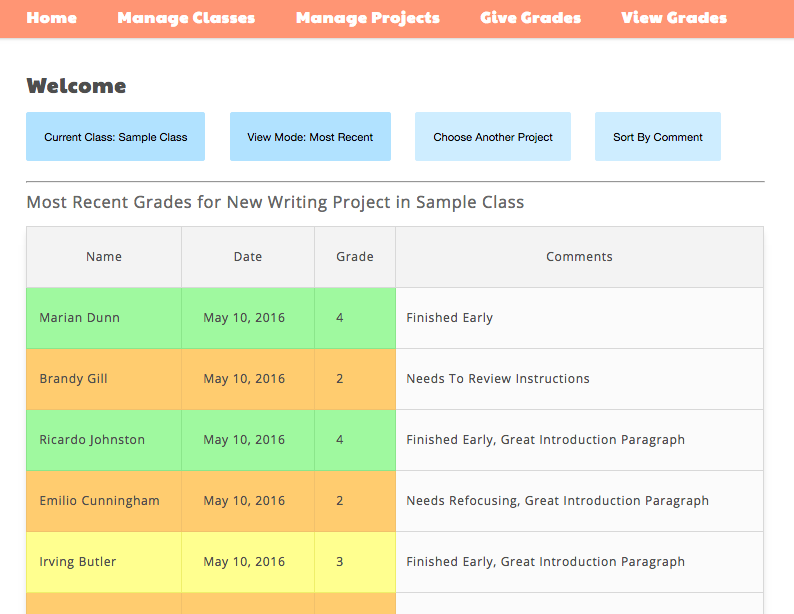 Home Manage Classes Manage Projects Give Grades View Grades
Welcome
Current Class: Sample Class View Mode: Most Recent Choose Another Project Sort By Comment
Most Recent Grades for New Writing Project in Sample Class
Name Date Grade Comments
Marian Dunn May 10, 2016 4 Finished Early
Brandy Gill May 10, 2016 2 Needs To Review Instructions
Ricardo Johnston May 10, 2016 4 Finished Early, Great Introduction Paragraph
Emilio Cunningham May 10, 2016 2 Needs Refocusing, Great Introduction Paragraph
Irving Butler May 10, 2016 3 Finished Early, Great Introduction Paragraph